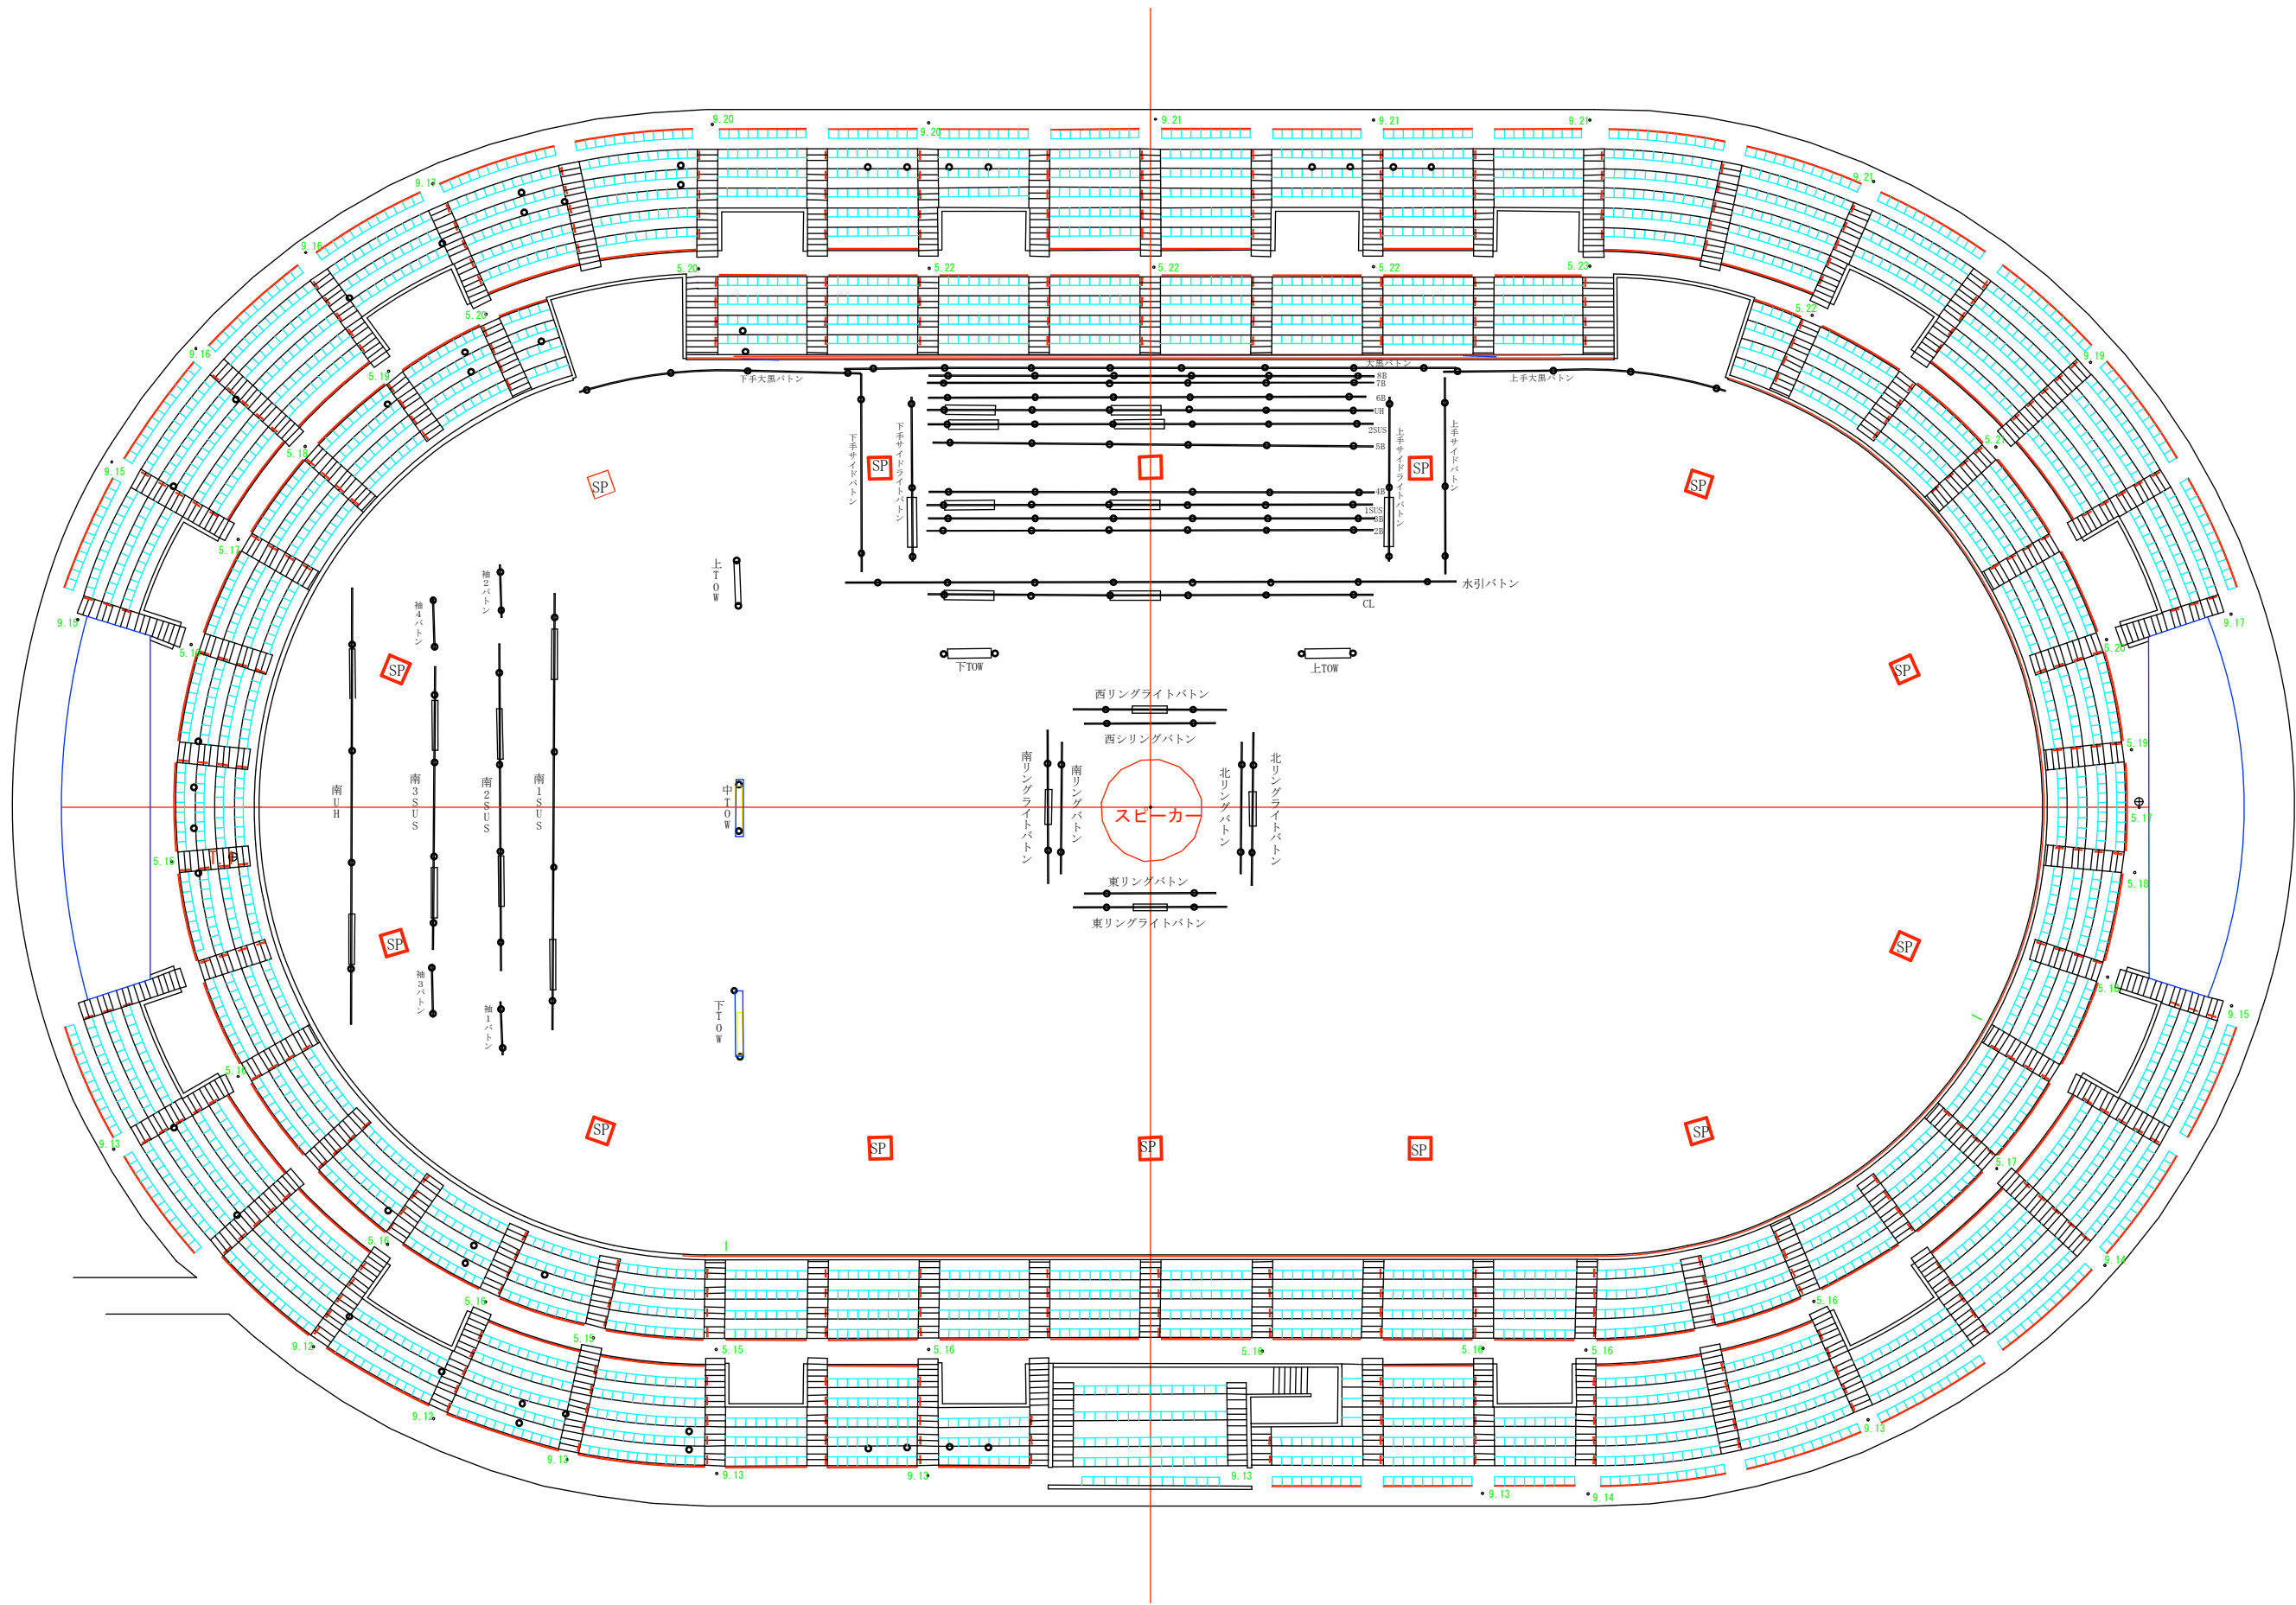 9.20
9.20
9.21
9.21
9.21
9.17
9.21
9.16
5.20
5.22
5.22
5.22
5.23
5.20
5.22
9.16
5.19
9.19
大黒バトン
下手大黒バトン
8B
7B
上手大黒バトン
6B
UH
2SUS
5B
下手サイドバトン
下手サイドライトバトン
上手サイドライトバトン
上手サイドバトン
5.18
5.21
9.15
SP
SP
SP
SP
4B
1SUS
3B
2B
5.17
上TOW
袖2バトン
袖4バトン
水引バトン
CL
9.15
9.17
5.20
SP
下TOW
上TOW
SP
西リングライトバトン
西シリングバトン
5.19
南リングライトバトン
南リングバトン
北リングバトン
北リングライトバトン
南UH
南3SUS
南2SUS
南1SUS
中TOW
スピーカー
5.17
5.15
5.18
東リングバトン
東リングライトバトン
SP
SP
袖3バトン
袖1バトン
下TOW
9.15
5.16
SP
SP
SP
SP
SP
9.13
5.17
5.16
9.14
5.16
5.16
9.12
5.15
5.16
5.16
5.16
9.12
9.13
9.13
9.13
9.13
9.13
9.13
9.14